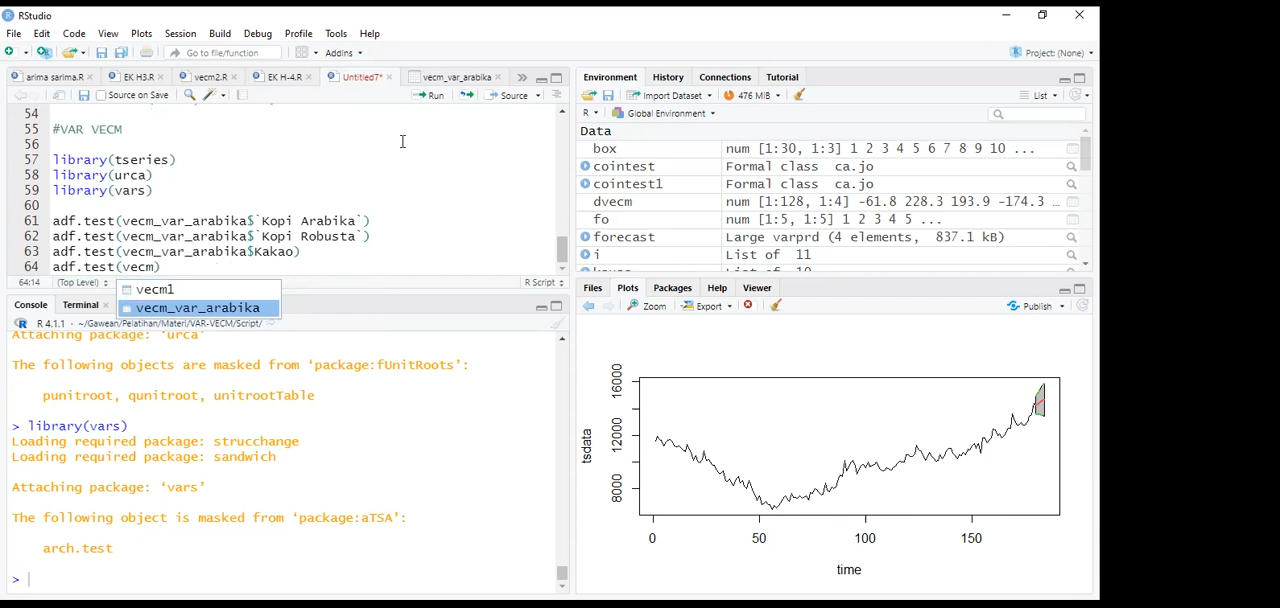 RStudio
File Edit Code View Plots Session Build Debug Profile Tools Help
Go to file/function Addins Project: (None)
arima sarima.R EK H3.R vecm2.R EK H-4.R Untitled7* vecm_var_arabika
Source on Save Run Source
54
55 #VAR VECM
56
57 library(tseries)
58 library(urca)
59 library(vars)
60
61 adf.test(vecm_var_arabika$`Kopi Arabika`)
62 adf.test(vecm_var_arabika$`Kopi Robusta`)
63 adf.test(vecm_var_arabika$Kakao)
64 adf.test(vecm)
64:14 (Top Level) R Script
vecm1
vecm_var_arabika
Console Terminal
R 4.1.1 · ~/Gawean/Pelatihan/Materi/VAR-VECM/Script/
Attaching package: ‘urca’
The following objects are masked from ‘package:fUnitRoots’:
punitroot, qunitroot, unitrootTable
> library(vars)
Loading required package: strucchange
Loading required package: sandwich
Attaching package: ‘vars’
The following object is masked from ‘package:aTSA’:
arch.test
>
Environment History Connections Tutorial
Import Dataset 476 MiB List
R Global Environment
Data
box num [1:30, 1:3] 1 2 3 4 5 6 7 8 9 10 ...
cointest Formal class ca.jo
cointest1 Formal class ca.jo
dvecm num [1:128, 1:4] -61.8 228.3 193.9 -174.3 ...
fo num [1:5, 1:5] 1 2 3 4 5 ...
forecast Large varprd (4 elements, 837.1 kB)
i List of 11
Files Plots Packages Help Viewer
Zoom Export Publish
tsdata
16000
12000
8000
0 50 100 150
time